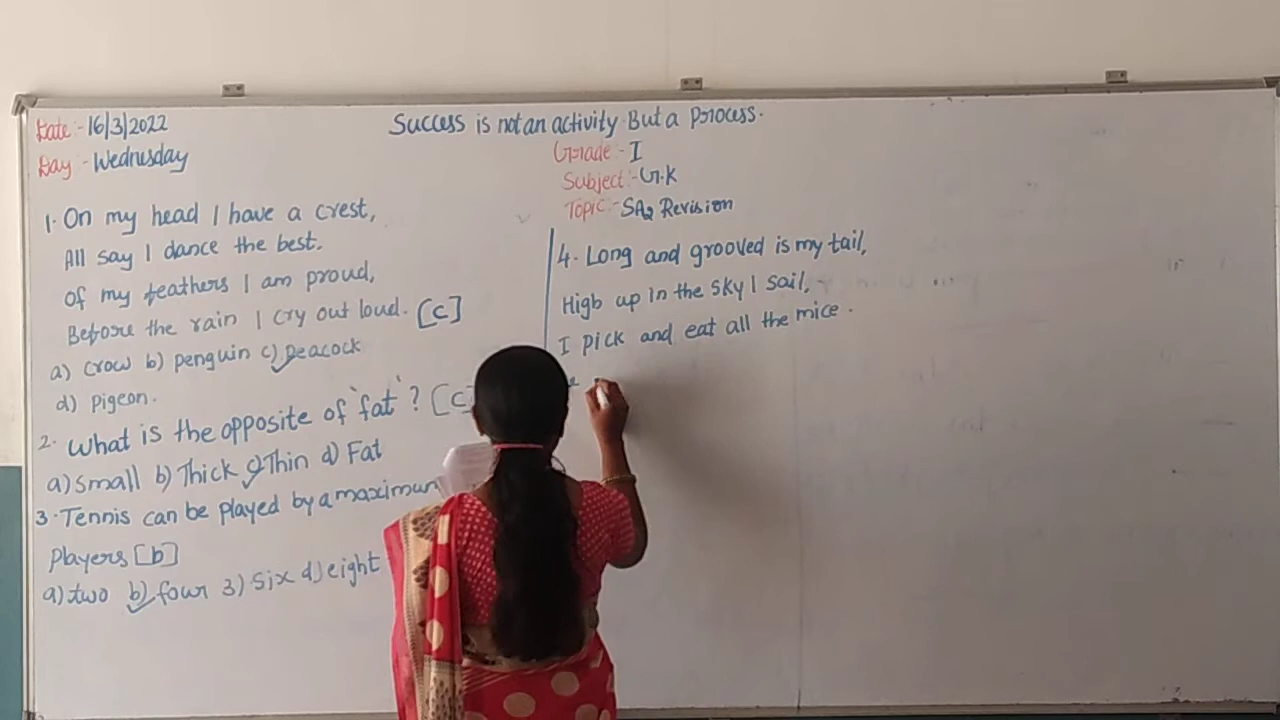 Date:- 16/3/2022
Success is not an activity But a Process.
Day:- Wednesday
Grade:- I
Subject:- G.K
Topic:- SA2 Revision
1. On my head I have a crest,
All say I dance the best.
Of my feathers I am proud,
Before the rain I cry out loud. [c]
a) crow b) penguin c) peacock
d) pigeon.
2. What is the opposite of 'fat'? [c]
a) Small b) Thick c) Thin d) Fat
3. Tennis can be played by a maximum
Players [b]
a) two b) four 3) Six d) eight
4. Long and grooved is my tail,
High up in the sky I sail,
I pick and eat all the mice.